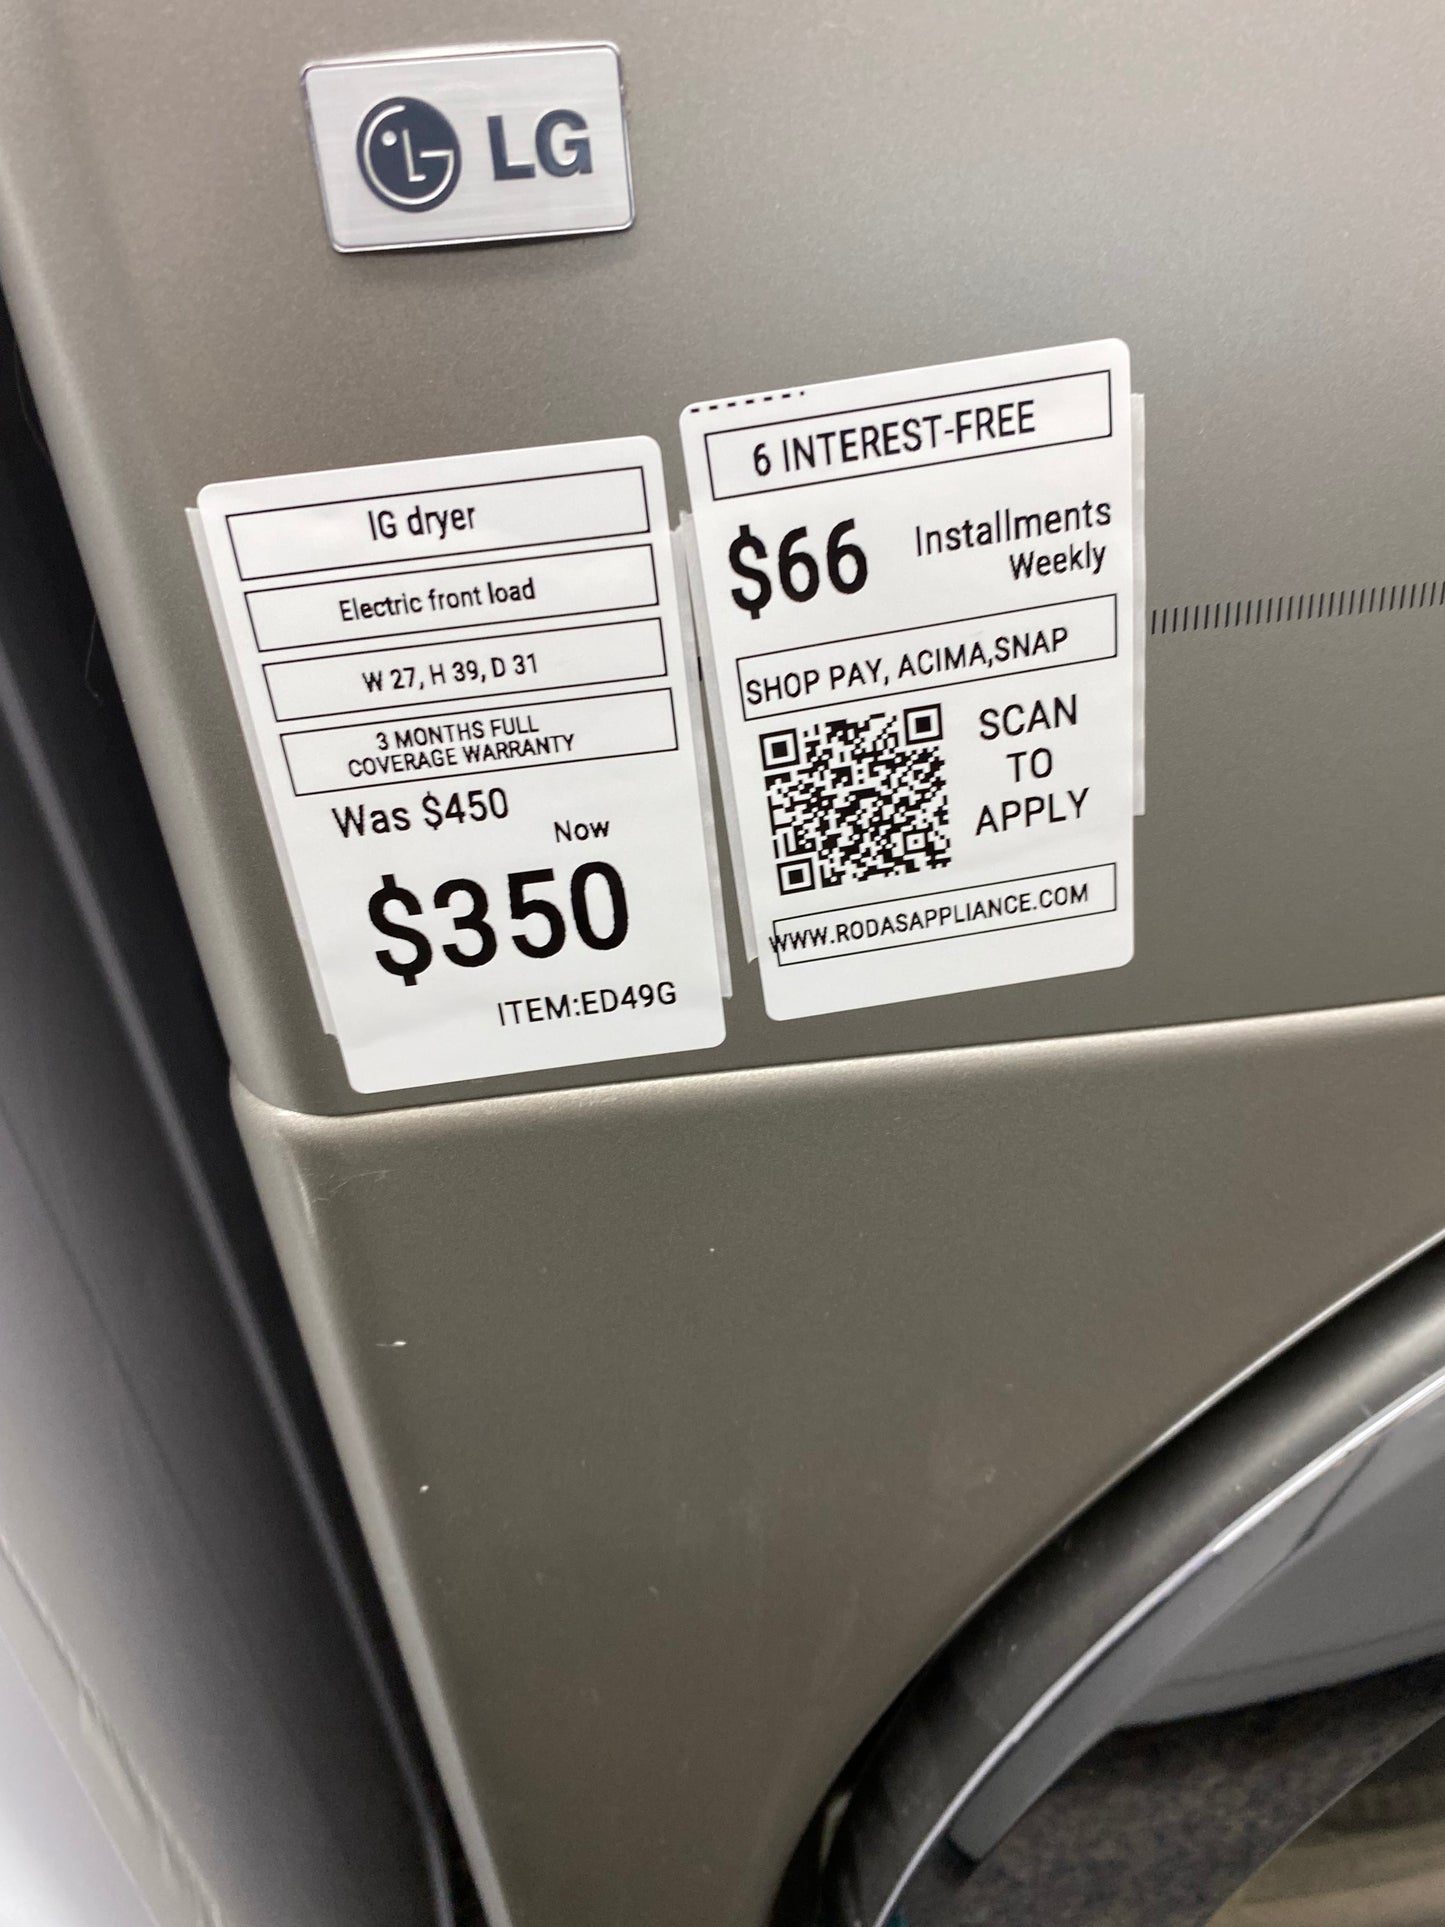 LG
IG dryer
Electric front load
W 27, H 39, D 31
3 MONTHS FULL
COVERAGE WARRANTY
Was $450
Now
$350
ITEM:ED49G
6 INTEREST-FREE
$66 Installments
Weekly
SHOP PAY, ACIMA,SNAP
SCAN
TO
APPLY
WWW.RODASAPPLIANCE.COM